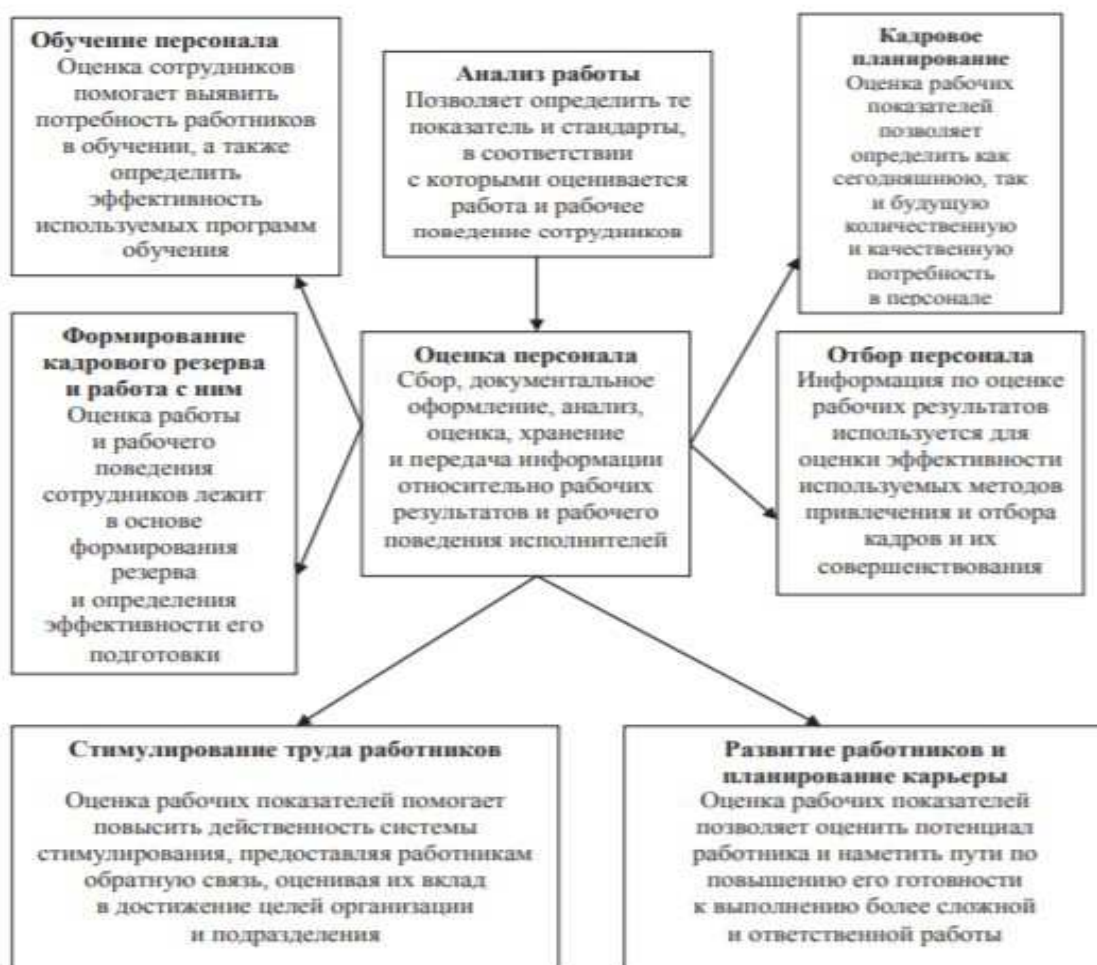 Обучение персонала
Оценка сотрудников
помогает выявить
потребность работников
в обучении, а также
определить
эффективность
используемых программ
обучения
Анализ работы
Позволяет определить те
показатель и стандарты,
в соответствии
с которыми оценивается
работа и рабочее
поведение сотрудников
Кадровое
планирование
Оценка рабочих
показателей
позволяет
определить как
сегодняшнюю, так
и будущую
количественную
и качественную
потребность
в персонале
Формирование
кадрового резерва
и работа с ним
Оценка работы
и рабочего
поведения
сотрудников лежит
в основе
формирования
резерва
и определения
эффективности его
подготовки
Оценка персонала
Сбор, документальное
оформление, анализ,
оценка, хранение
и передача информации
относительно рабочих
результатов и рабочего
поведения исполнителей
Отбор персонала
Информация по оценке
рабочих результатов
используется для
оценки эффективности
используемых методов
привлечения и отбора
кадров и их
совершенствования
Стимулирование труда работников
Оценка рабочих показателей помогает
повысить действенность системы
стимулирования, предоставляя работникам
обратную связь, оценивая их вклад
в достижение целей организации
и подразделения
Развитие работников и
планирование карьеры
Оценка рабочих показателей
позволяет оценить потенциал
работника и наметить пути по
повышению его готовности
к выполнению более сложной
и ответственной работы